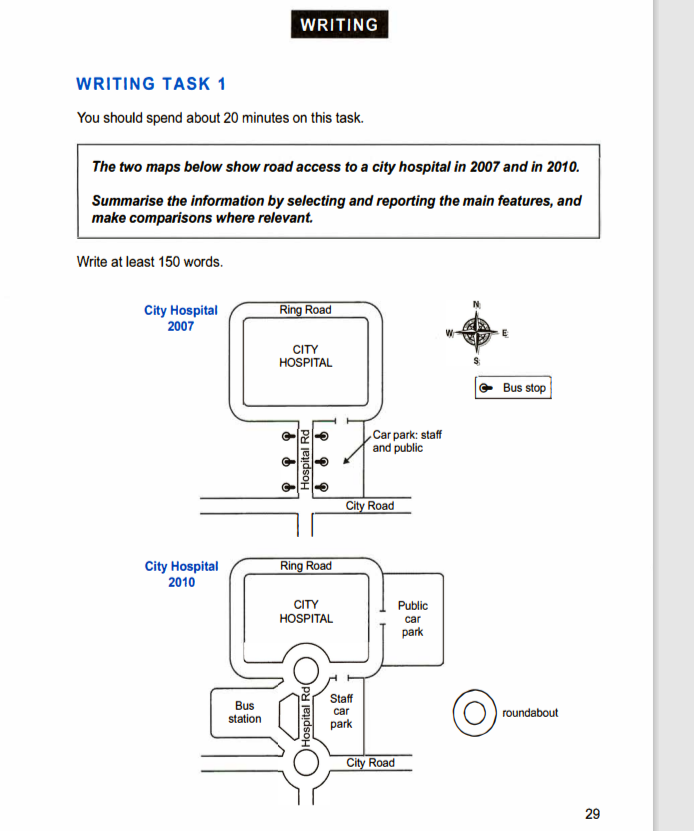 WRITING
WRITING TASK 1
You should spend about 20 minutes on this task.
The two maps below show road access to a city hospital in 2007 and in 2010.
Summarise the information by selecting and reporting the main features, and
make comparisons where relevant.
Write at least 150 words.
City Hospital
2007
Ring Road
CITY
HOSPITAL
N
W
E
S
Bus stop
Hospital Rd
Car park: staff
and public
City Road
City Hospital
2010
Ring Road
CITY
HOSPITAL
Public
car
park
Bus
station
Hospital Rd
Staff
car
park
roundabout
City Road
29